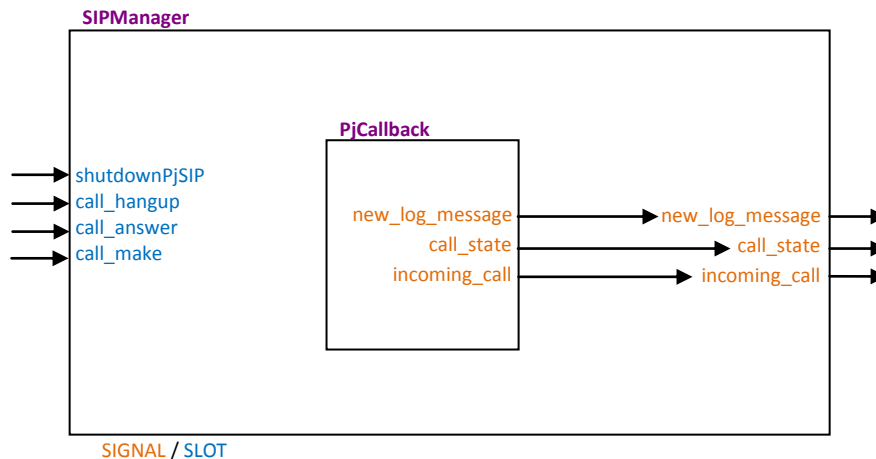 SIPManager
PjCallback
shutdownPjSIP
call_hangup
call_answer
call_make
new_log_message
call_state
incoming_call
new_log_message
call_state
incoming_call
SIGNAL / SLOT